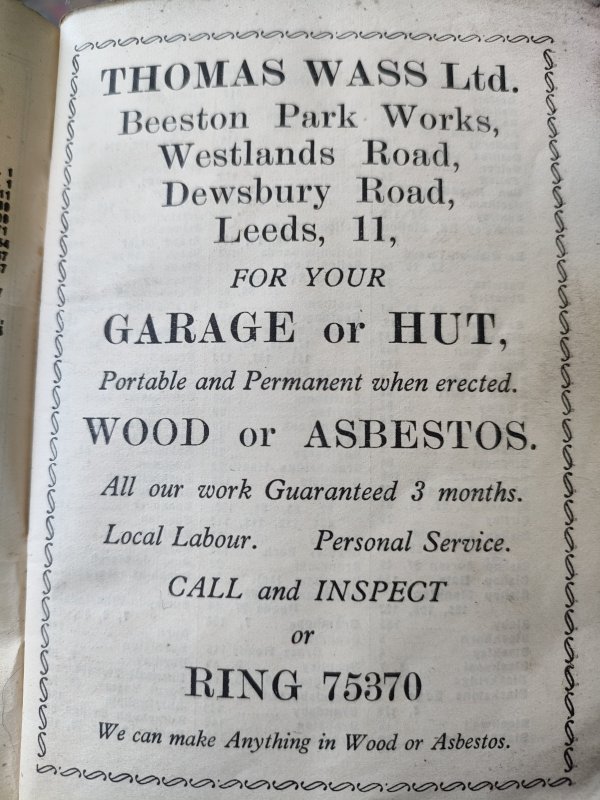 THOMAS WASS Ltd.
Beeston Park Works,
Westlands Road,
Dewsbury Road,
Leeds, 11,
FOR YOUR
GARAGE or HUT,
Portable and Permanent when erected.
WOOD or ASBESTOS.
All our work Guaranteed 3 months.
Local Labour. Personal Service.
CALL and INSPECT
or
RING 75370
We can make Anything in Wood or Asbestos.